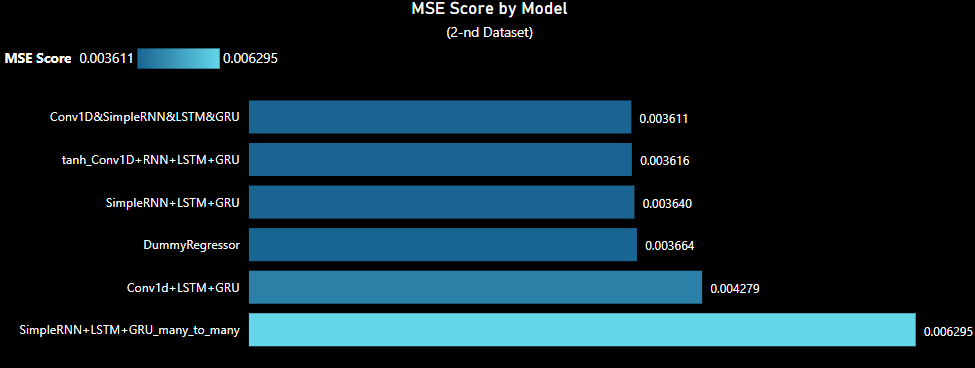 MSE Score by Model
(2-nd Dataset)
MSE Score 0.003611 0.006295
Conv1D&SimpleRNN&LSTM&GRU 0.003611
tanh_Conv1D+RNN+LSTM+GRU 0.003616
SimpleRNN+LSTM+GRU 0.003640
DummyRegressor 0.003664
Conv1d+LSTM+GRU 0.004279
SimpleRNN+LSTM+GRU_many_to_many 0.006295